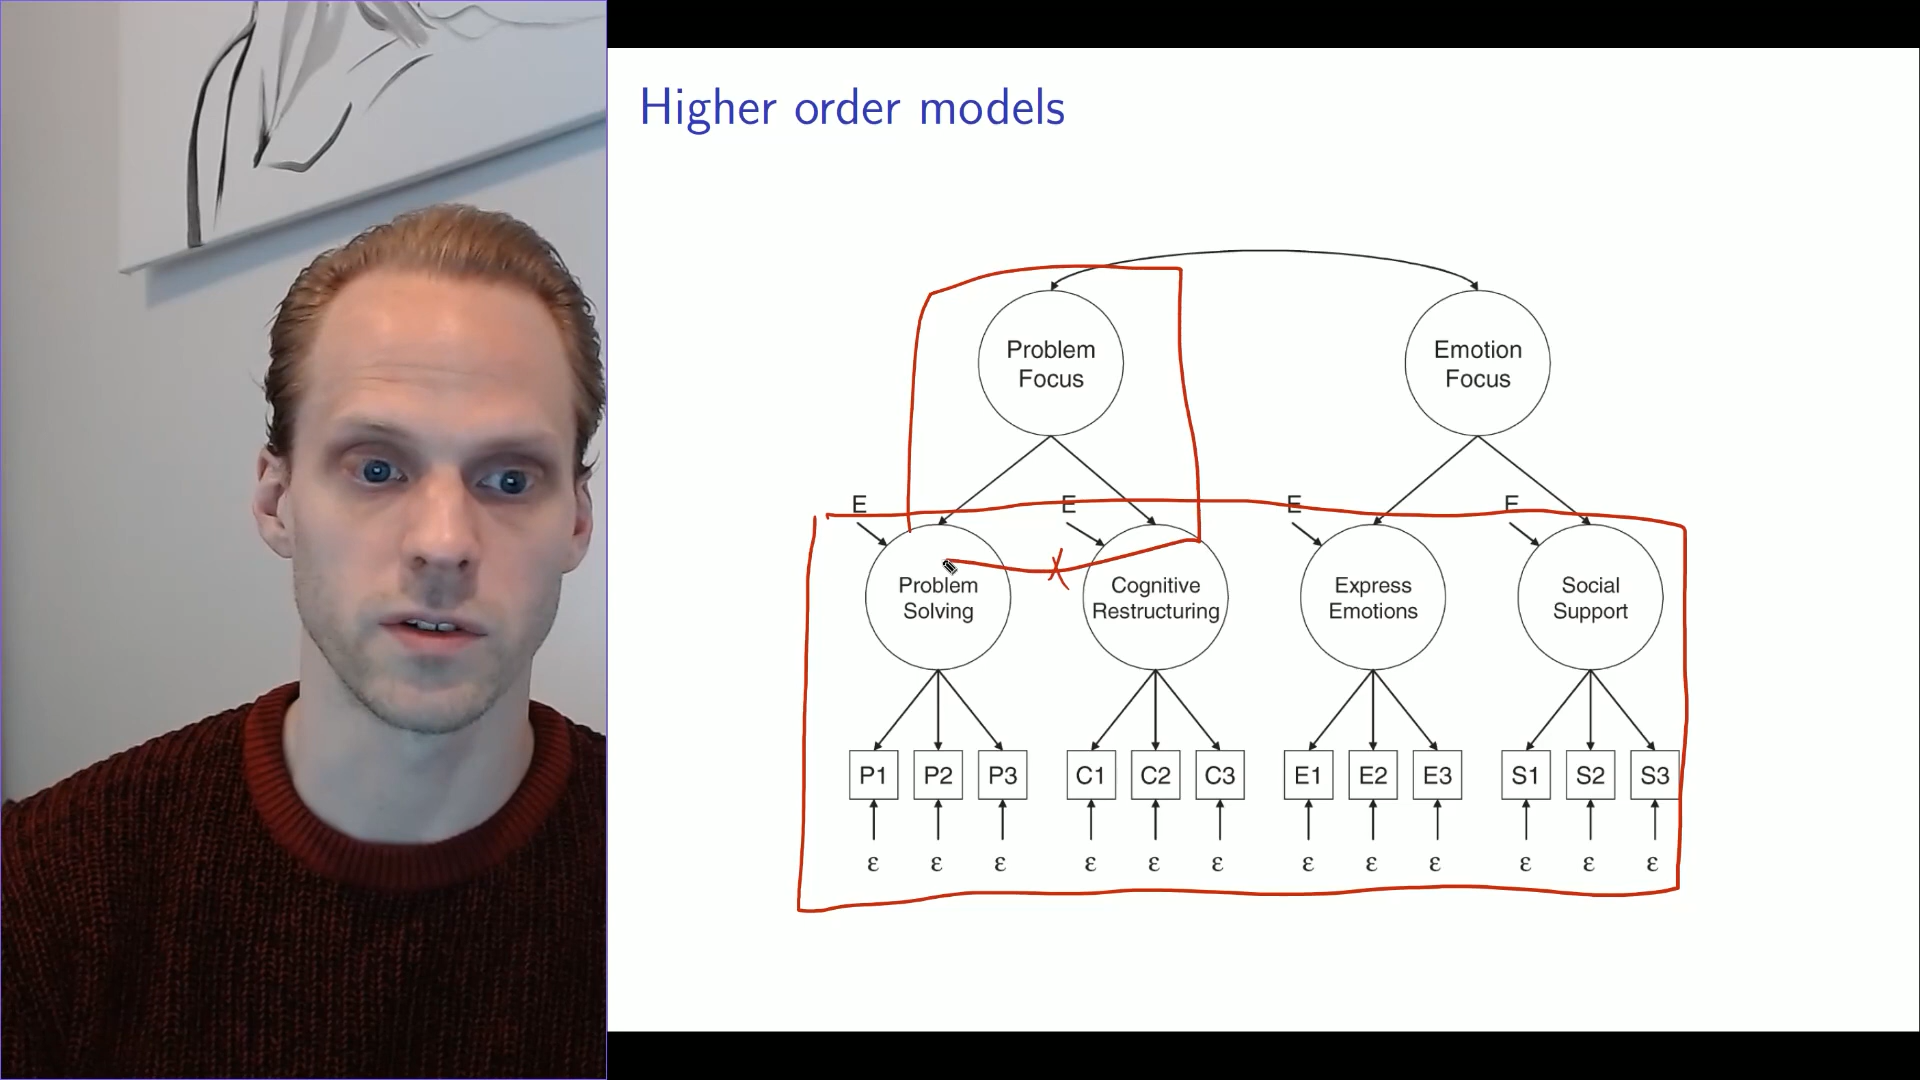 Higher order models
Problem
Focus
Emotion
Focus
E
E
E
E
Problem
Solving
Cognitive
Restructuring
Express
Emotions
Social
Support
P1 P2 P3 C1 C2 C3 E1 E2 E3 S1 S2 S3
ε ε ε ε ε ε ε ε ε ε ε ε